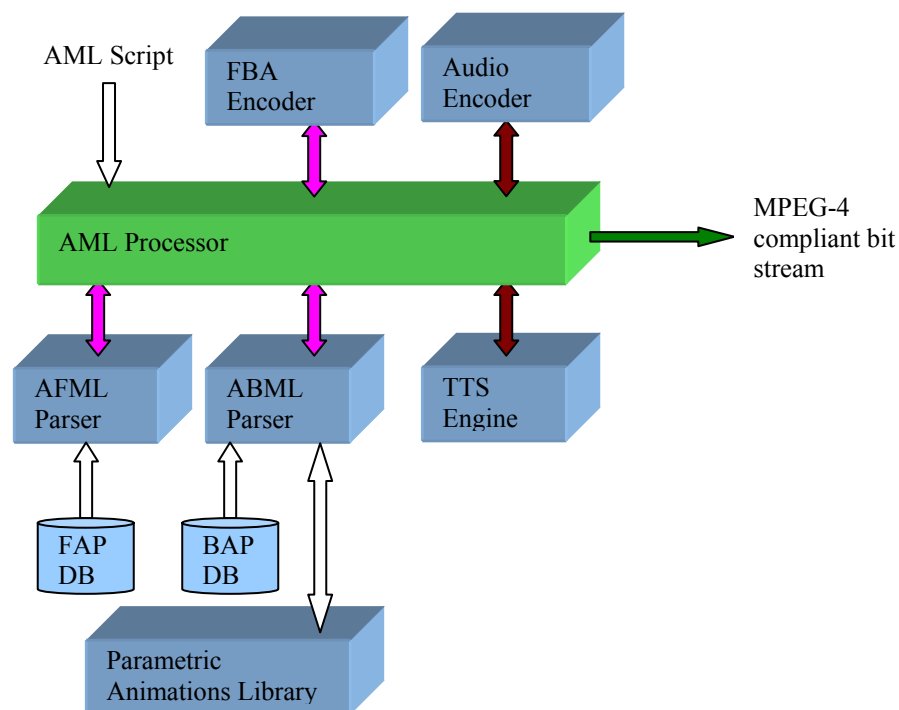 AML Script
FBA
Encoder
Audio
Encoder
AML Processor
MPEG-4
compliant bit
stream
AFML
Parser
ABML
Parser
TTS
Engine
FAP
DB
BAP
DB
Parametric
Animations Library